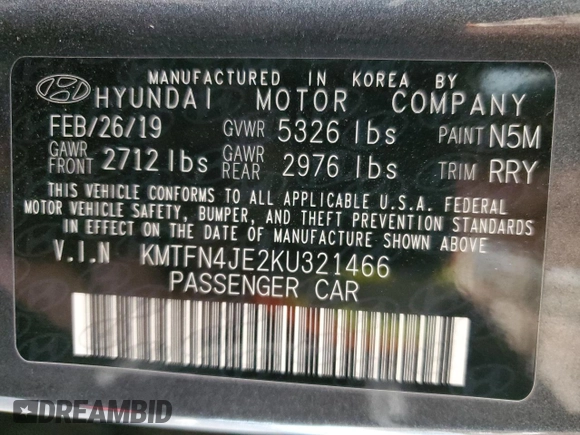 MANUFACTURED IN KOREA BY
HYUNDAI MOTOR COMPANY
FEB/26/19 GVWR 5326 lbs PAINT N5M
GAWR FRONT 2712 lbs GAWR REAR 2976 lbs TRIM RRY
THIS VEHICLE CONFORMS TO ALL APPLICABLE U.S.A. FEDERAL
MOTOR VEHICLE SAFETY, BUMPER, AND THEFT PREVENTION STANDARDS
IN EFFECT ON THE DATE OF MANUFACTURE SHOWN ABOVE.
V.I.N KMTFN4JE2KU321466
PASSENGER CAR
DREAMBID